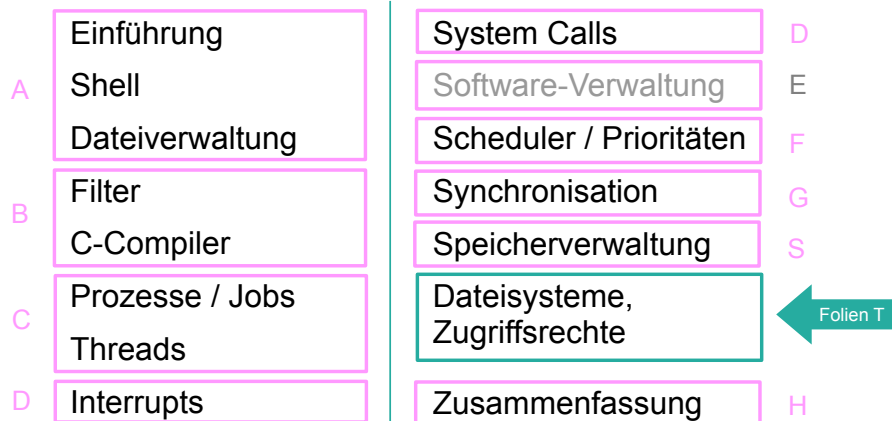 A
Einführung
Shell
Dateiverwaltung
B
Filter
C-Compiler
C
Prozesse / Jobs
Threads
D
Interrupts
System Calls
D
Software-Verwaltung
E
Scheduler / Prioritäten
F
Synchronisation
G
Speicherverwaltung
S
Dateisysteme,
Zugriffsrechte
Folien T
Zusammenfassung
H